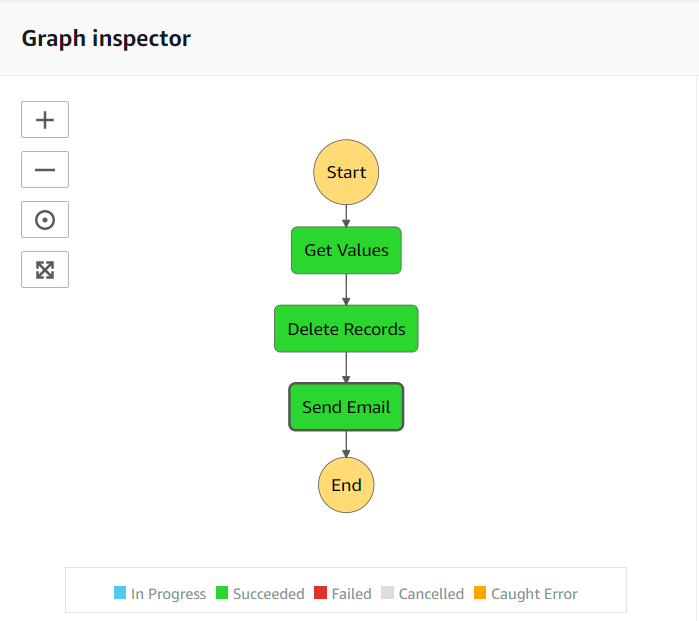 Graph inspector
Start
Get Values
Delete Records
Send Email
End
In Progress Succeeded Failed Cancelled Caught Error